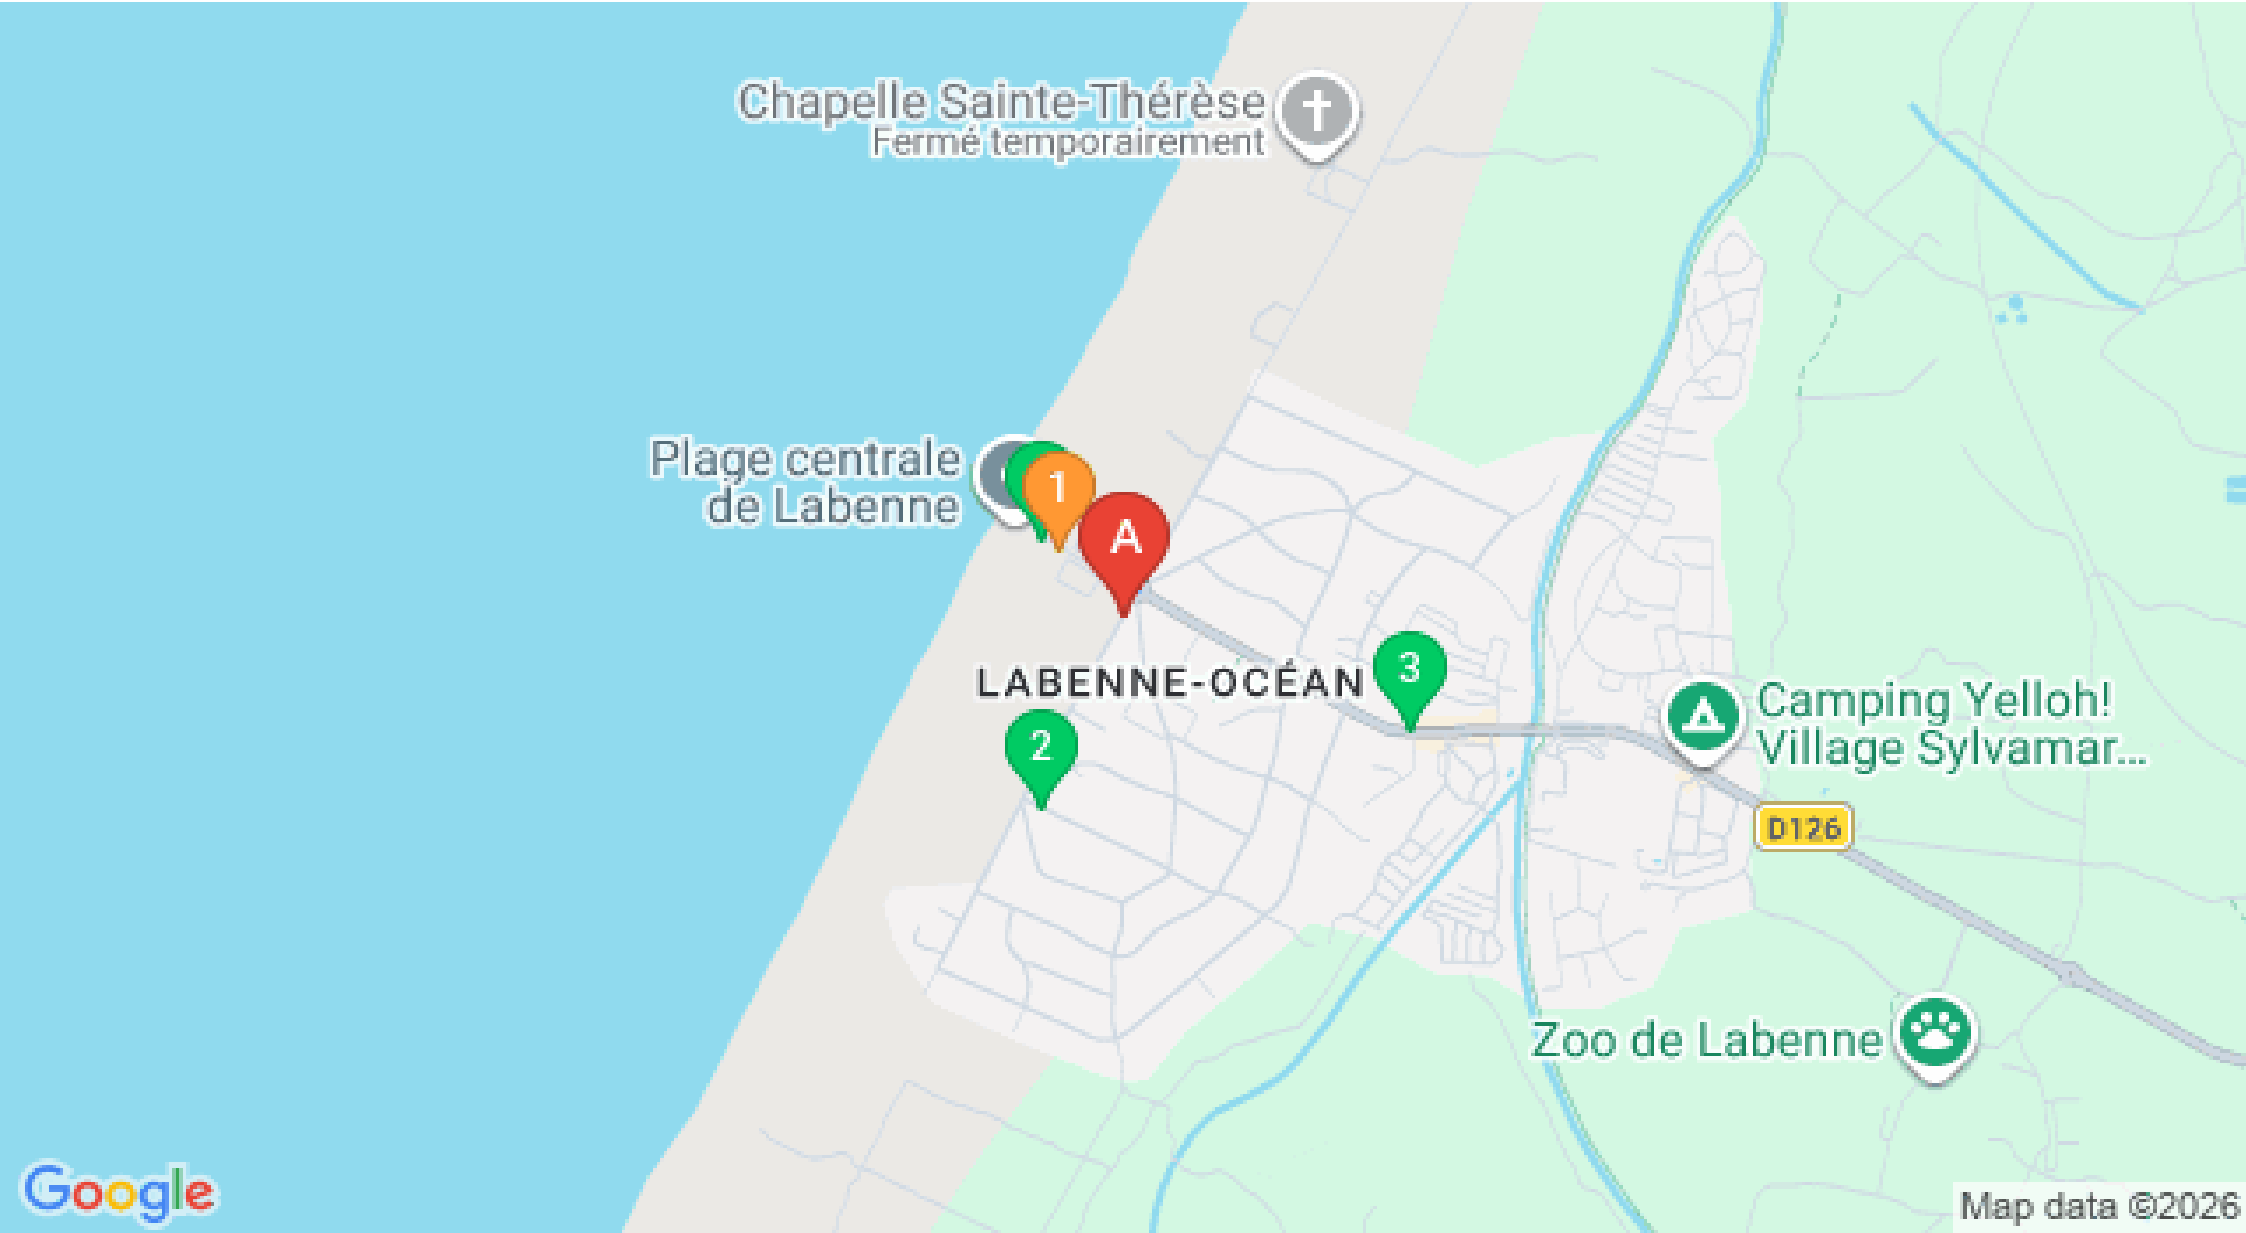 Chapelle Sainte-Thérèse
Fermé temporairement
Plage centrale
de Labenne
1
A
LABENNE-OCÉAN
3
2
Camping Yelloh!
Village Sylvamar...
D126
Zoo de Labenne
Google
Map data ©2026